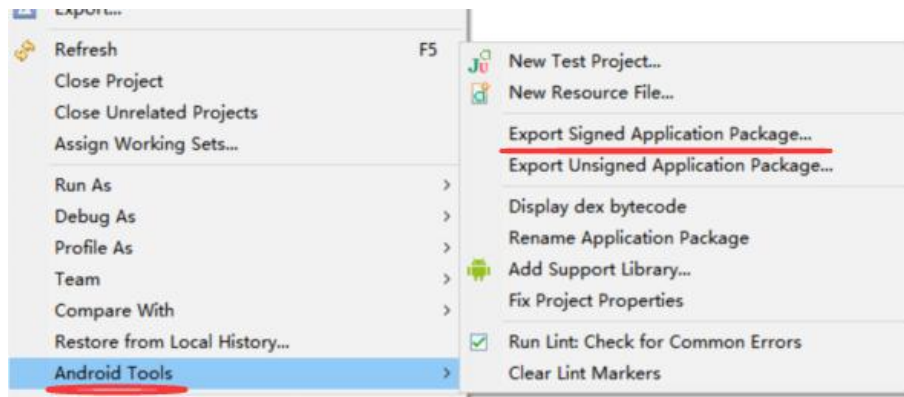 Export...
Refresh F5
Close Project
Close Unrelated Projects
Assign Working Sets...
Run As
Debug As
Profile As
Team
Compare With
Restore from Local History...
Android Tools
New Test Project...
New Resource File...
Export Signed Application Package...
Export Unsigned Application Package...
Display dex bytecode
Rename Application Package
Add Support Library...
Fix Project Properties
Run Lint: Check for Common Errors
Clear Lint Markers